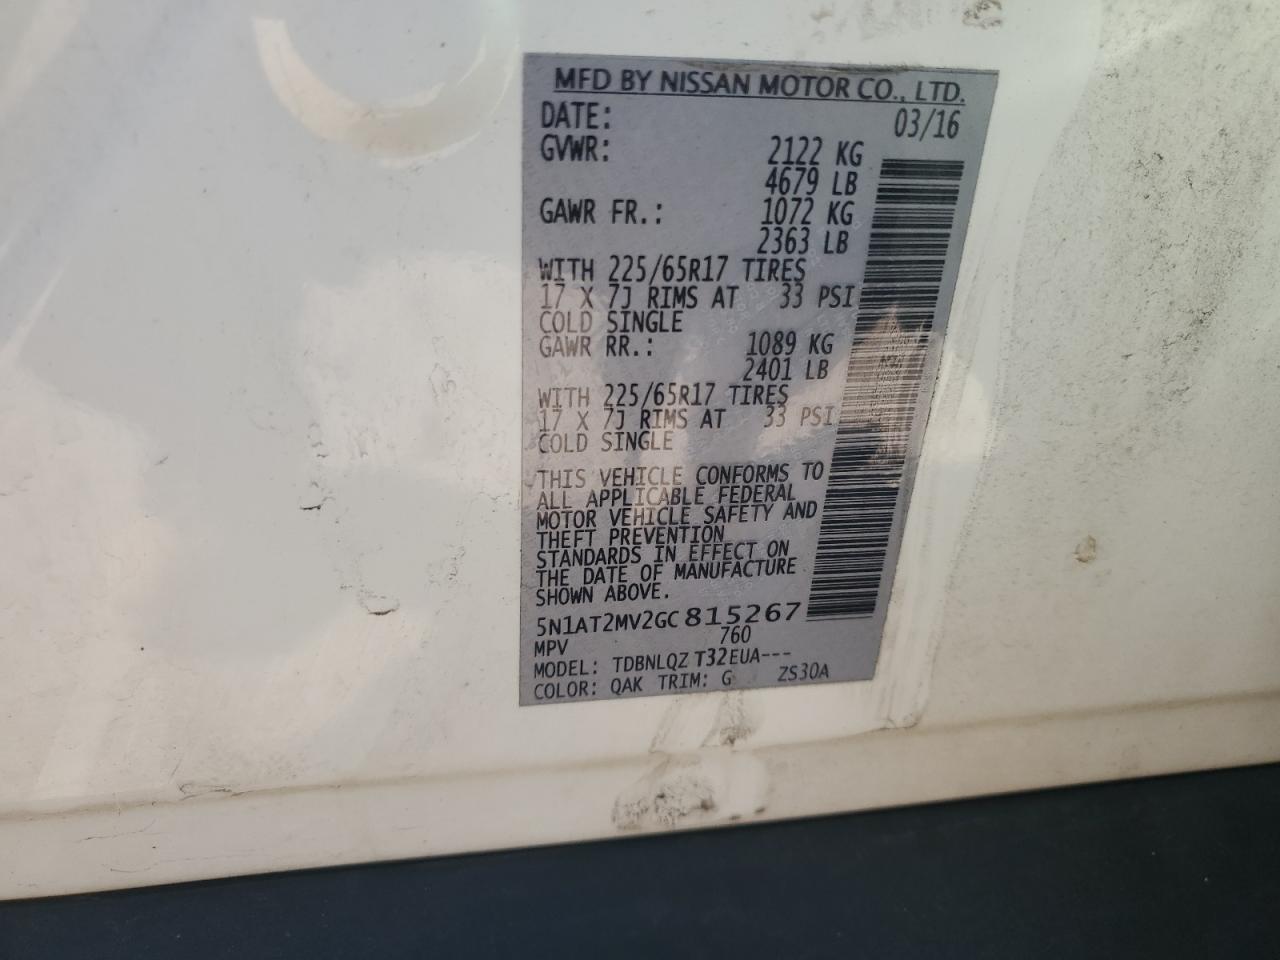 MFD BY NISSAN MOTOR CO., LTD.
DATE: 03/16
GVWR: 2122 KG
4679 LB
GAWR FR.: 1072 KG
2363 LB
WITH 225/65R17 TIRES
17 X 7J RIMS AT 33 PSI
COLD SINGLE
GAWR RR.: 1089 KG
2401 LB
WITH 225/65R17 TIRES
17 X 7J RIMS AT 33 PSI
COLD SINGLE
THIS VEHICLE CONFORMS TO
ALL APPLICABLE FEDERAL
MOTOR VEHICLE SAFETY AND
THEFT PREVENTION
STANDARDS IN EFFECT ON
THE DATE OF MANUFACTURE
SHOWN ABOVE.
5N1AT2MV2GC815267
MPV 760
MODEL: TDBNLQZ T32EUA---
COLOR: QAK TRIM: G ZS30A